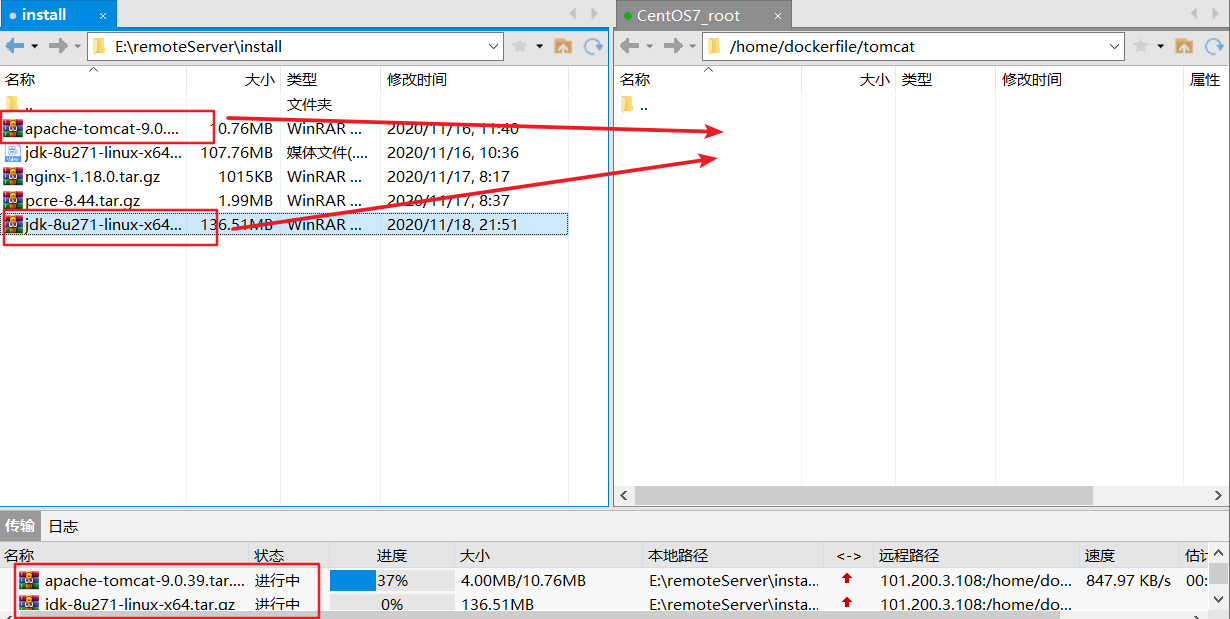 install × CentOS7_root ×
E:\remoteServer\install /home/dockerfile/tomcat
名称 大小 类型 修改时间 名称 大小 类型 修改时间 属性
.. 文件夹 ..
apache-tomcat-9.0.... 10.76MB WinRAR ... 2020/11/16, 11:40
jdk-8u271-linux-x64... 107.76MB 媒体文件(.... 2020/11/16, 10:36
nginx-1.18.0.tar.gz 1015KB WinRAR ... 2020/11/17, 8:17
pcre-8.44.tar.gz 1.99MB WinRAR ... 2020/11/17, 8:37
jdk-8u271-linux-x64... 136.51MB WinRAR ... 2020/11/18, 21:51
传输 日志
名称 状态 进度 大小 本地路径 <-> 远程路径 速度 估计
apache-tomcat-9.0.39.tar.... 进行中 37% 4.00MB/10.76MB E:\remoteServer\insta... 101.200.3.108:/home/do... 847.97 KB/s 00:
jdk-8u271-linux-x64.tar.gz 进行中 0% 136.51MB E:\remoteServer\insta... 101.200.3.108:/home/do...